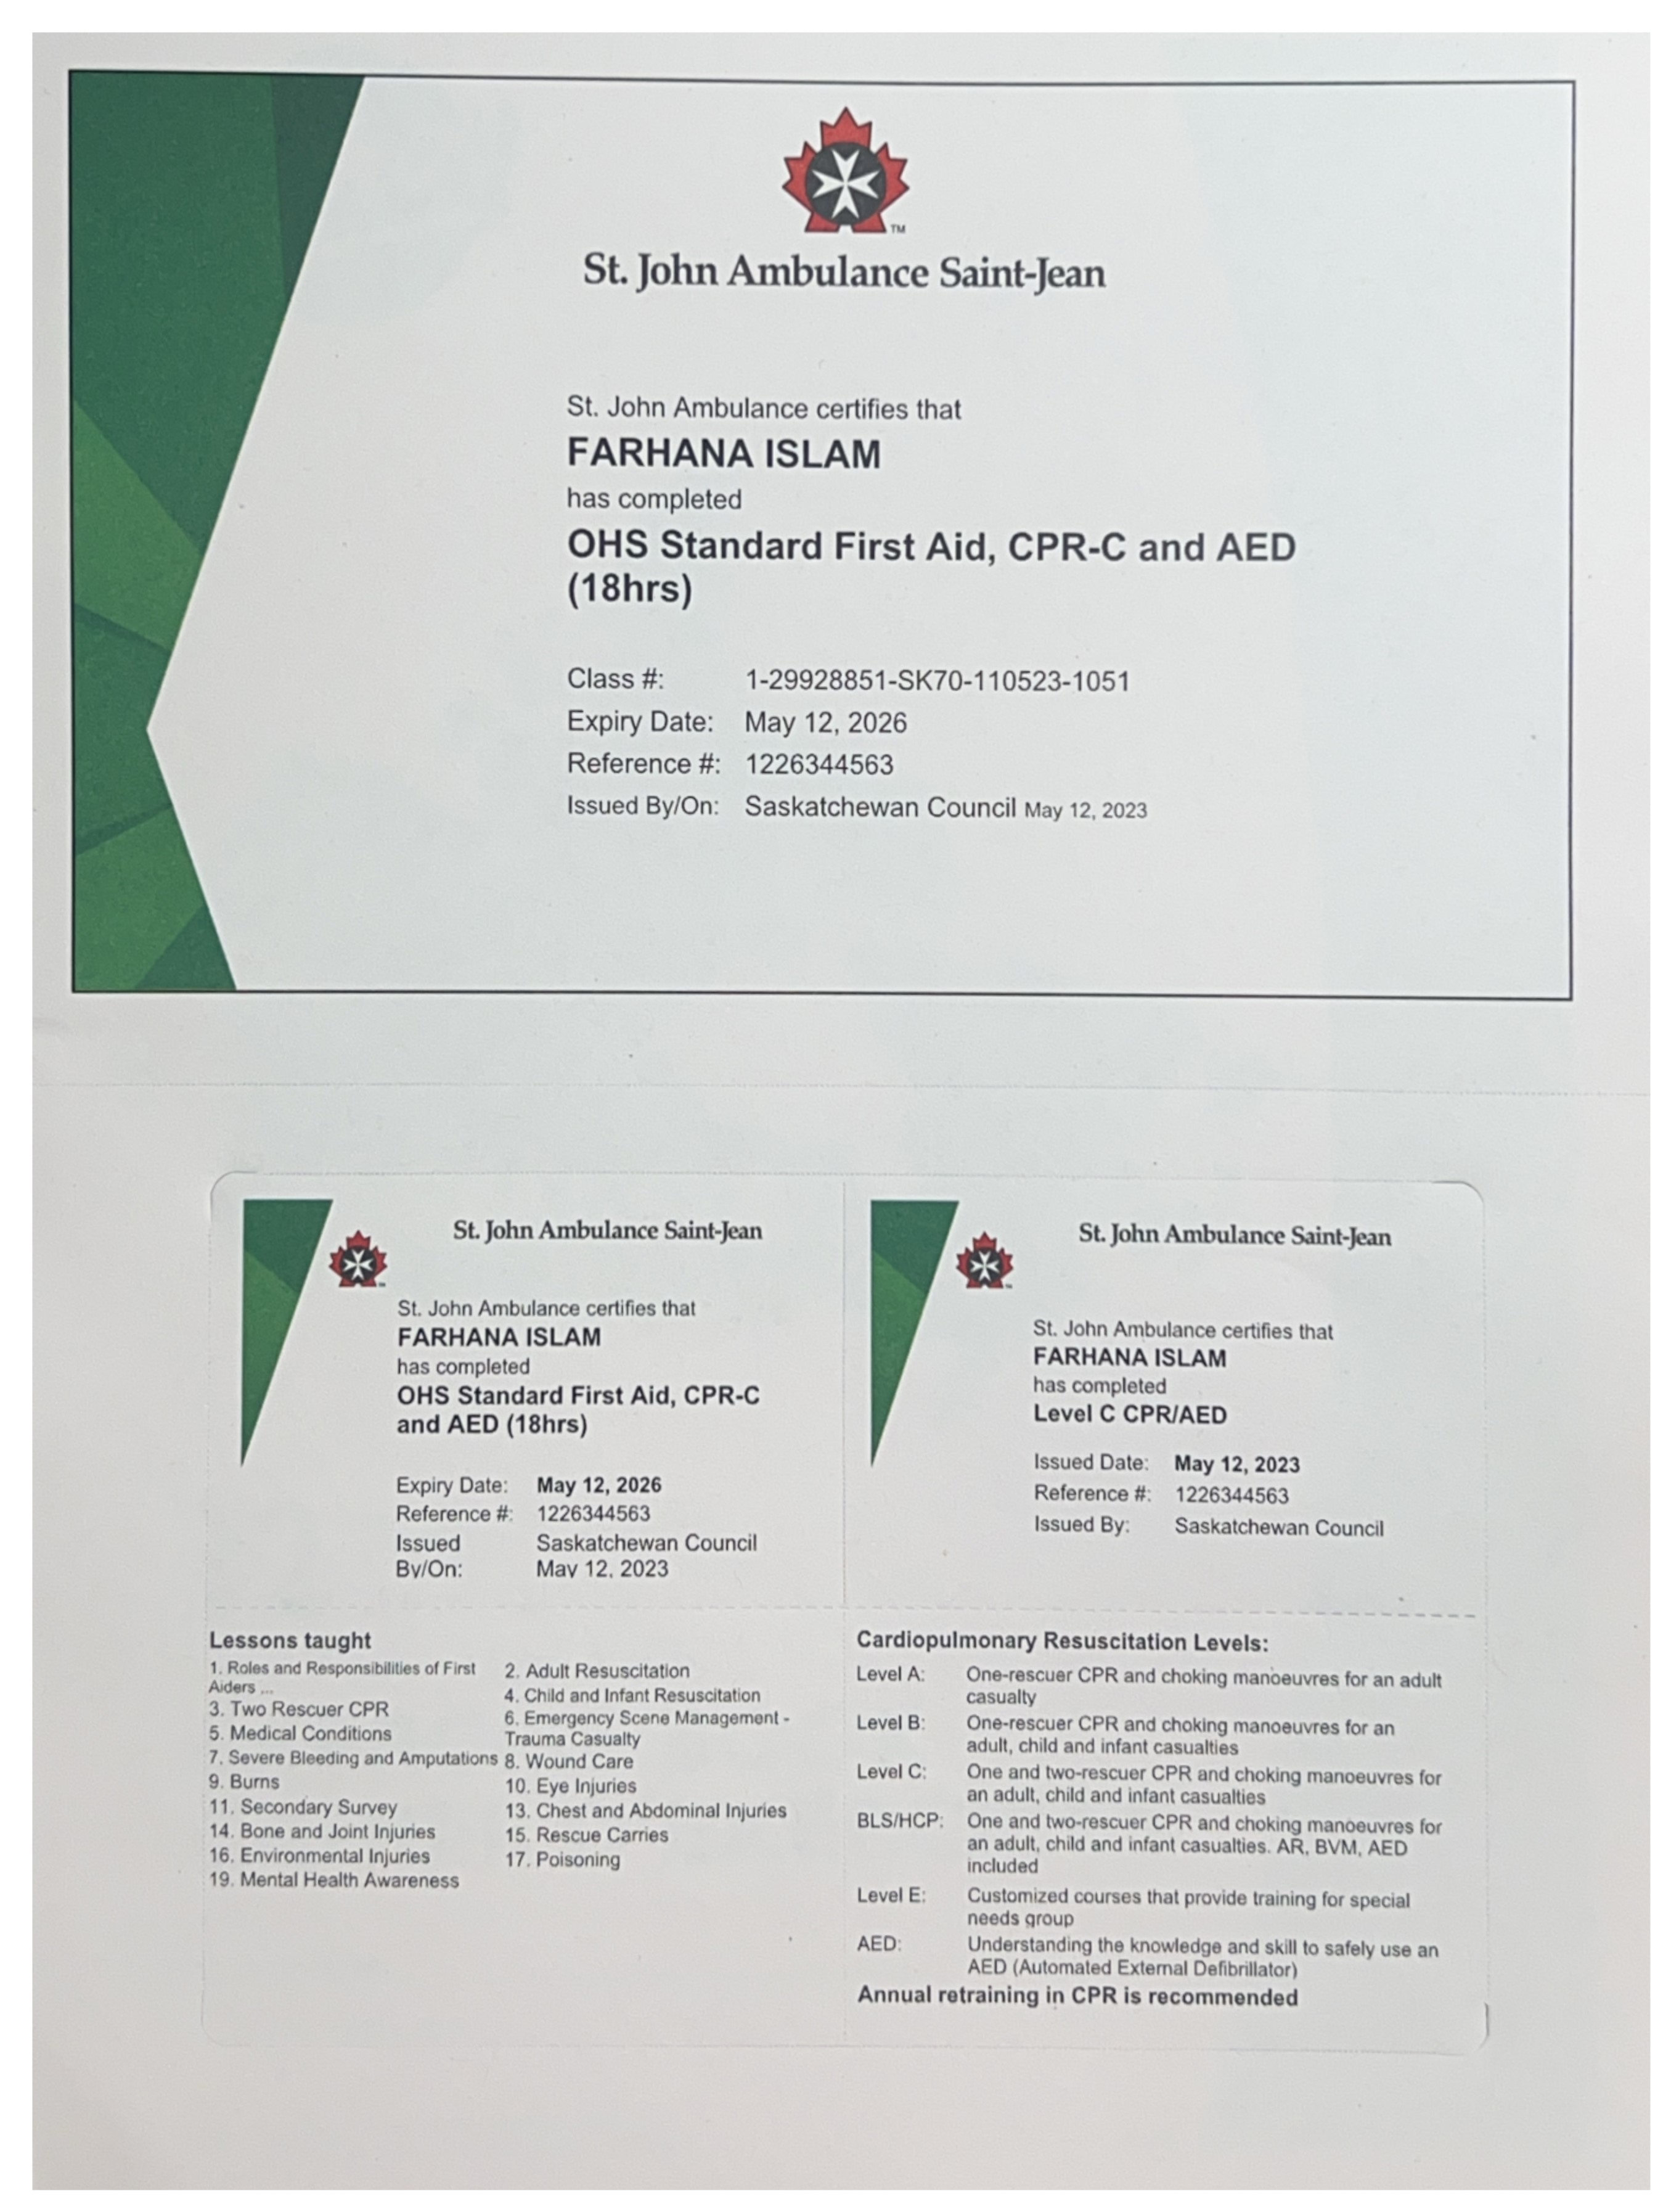 TM
St. John Ambulance Saint-Jean
St. John Ambulance certifies that
FARHANA ISLAM
has completed
OHS Standard First Aid, CPR-C and AED
(18hrs)
Class #: 1-29928851-SK70-110523-1051
Expiry Date: May 12, 2026
Reference #: 1226344563
Issued By/On: Saskatchewan Council May 12, 2023
St. John Ambulance Saint-Jean
St. John Ambulance certifies that
FARHANA ISLAM
has completed
OHS Standard First Aid, CPR-C
and AED (18hrs)
Expiry Date: May 12, 2026
Reference #: 1226344563
Issued Saskatchewan Council
By/On: May 12, 2023
St. John Ambulance Saint-Jean
St. John Ambulance certifies that
FARHANA ISLAM
has completed
Level C CPR/AED
Issued Date: May 12, 2023
Reference #: 1226344563
Issued By: Saskatchewan Council
Lessons taught
1. Roles and Responsibilities of First
Aiders ...
2. Adult Resuscitation
3. Two Rescuer CPR
4. Child and Infant Resuscitation
5. Medical Conditions
6. Emergency Scene Management -
Trauma Casualty
7. Severe Bleeding and Amputations
8. Wound Care
9. Burns
10. Eye Injuries
11. Secondary Survey
13. Chest and Abdominal Injuries
14. Bone and Joint Injuries
15. Rescue Carries
16. Environmental Injuries
17. Poisoning
19. Mental Health Awareness
Cardiopulmonary Resuscitation Levels:
Level A: One-rescuer CPR and choking manoeuvres for an adult
casualty
Level B: One-rescuer CPR and choking manoeuvres for an
adult, child and infant casualties
Level C: One and two-rescuer CPR and choking manoeuvres for
an adult, child and infant casualties
BLS/HCP: One and two-rescuer CPR and choking manoeuvres for
an adult, child and infant casualties. AR, BVM, AED
included
Level E: Customized courses that provide training for special
needs group
AED: Understanding the knowledge and skill to safely use an
AED (Automated External Defibrillator)
Annual retraining in CPR is recommended